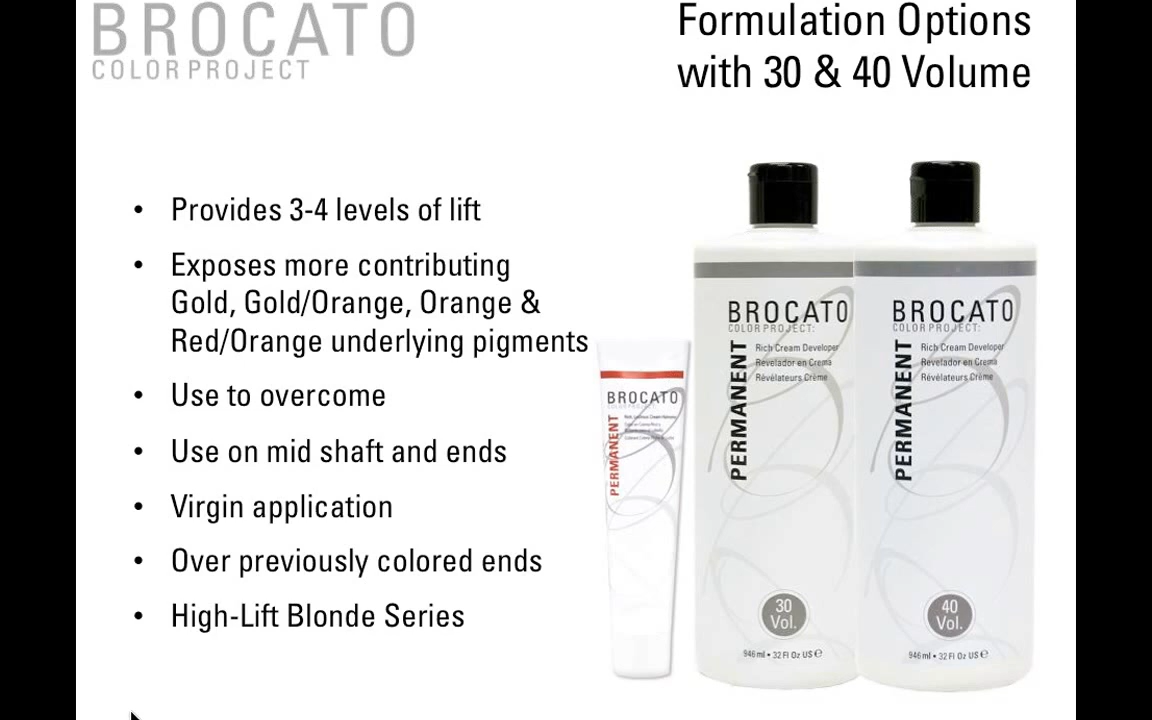 BROCATO
COLOR PROJECT
Formulation Options
with 30 & 40 Volume
• Provides 3-4 levels of lift
• Exposes more contributing
Gold, Gold/Orange, Orange &
Red/Orange underlying pigments
• Use to overcome
• Use on mid shaft and ends
• Virgin application
• Over previously colored ends
• High-Lift Blonde Series
BROCATO
COLOR PROJECT:
PERMANENT
BROCATO
COLOR PROJECT:
PERMANENT
Rich Cream Developer
Revelador en Crema
Révélateurs Crème
30
Vol.
946 ml • 32 Fl Oz US ℮
BROCATO
COLOR PROJECT:
PERMANENT
Rich Cream Developer
Revelador en Crema
Révélateurs Crème
40
Vol.
946 ml • 32 Fl Oz US ℮